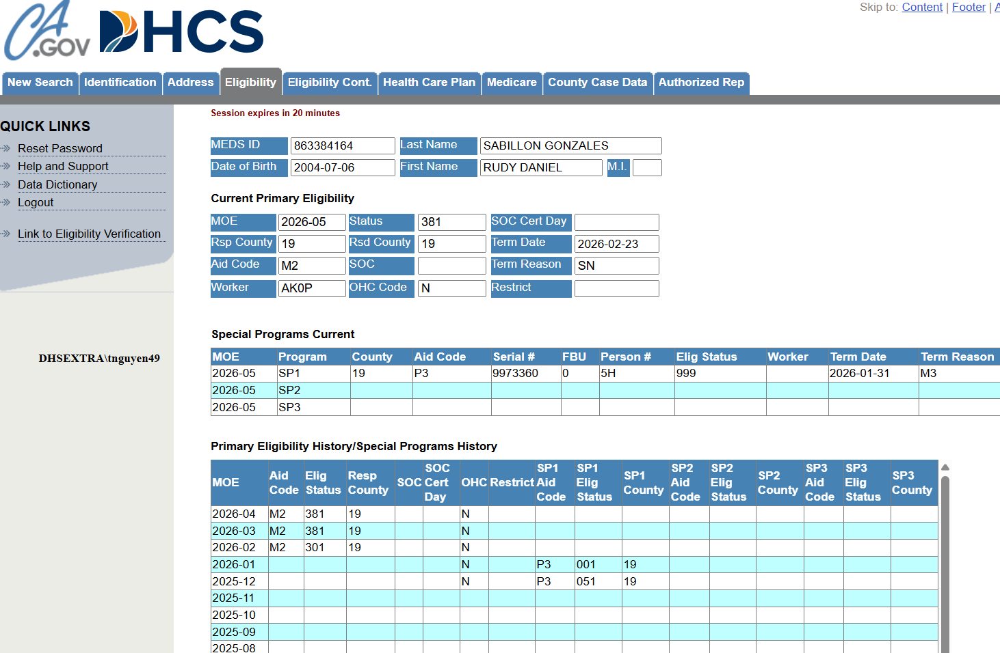 Skip to: Content | Footer | A
CA.GOV DHCS
New Search Identification Address Eligibility Eligibility Cont. Health Care Plan Medicare County Case Data Authorized Rep
Session expires in 20 minutes
QUICK LINKS
Reset Password
Help and Support
Data Dictionary
Logout
Link to Eligibility Verification
DHSEXTRA\tnguyen49
MEDS ID 863384164 Last Name SABILLON GONZALES
Date of Birth 2004-07-06 First Name RUDY DANIEL M.I.
Current Primary Eligibility
MOE 2026-05 Status 381 SOC Cert Day
Rsp County 19 Rsd County 19 Term Date 2026-02-23
Aid Code M2 SOC Term Reason SN
Worker AK0P OHC Code N Restrict
Special Programs Current
MOE Program County Aid Code Serial # FBU Person # Elig Status Worker Term Date Term Reason
2026-05 SP1 19 P3 9973360 0 5H 999 2026-01-31 M3
2026-05 SP2
2026-05 SP3
Primary Eligibility History/Special Programs History
MOE Aid Code Elig Status Resp County SOC SOC Cert Day OHC Restrict SP1 Aid Code SP1 Elig Status SP1 County SP2 Aid Code SP2 Elig Status SP2 County SP3 Aid Code SP3 Elig Status SP3 County
2026-04 M2 381 19 N
2026-03 M2 381 19 N
2026-02 M2 301 19 N
2026-01 N P3 001 19
2025-12 N P3 051 19
2025-11
2025-10
2025-09
2025-08